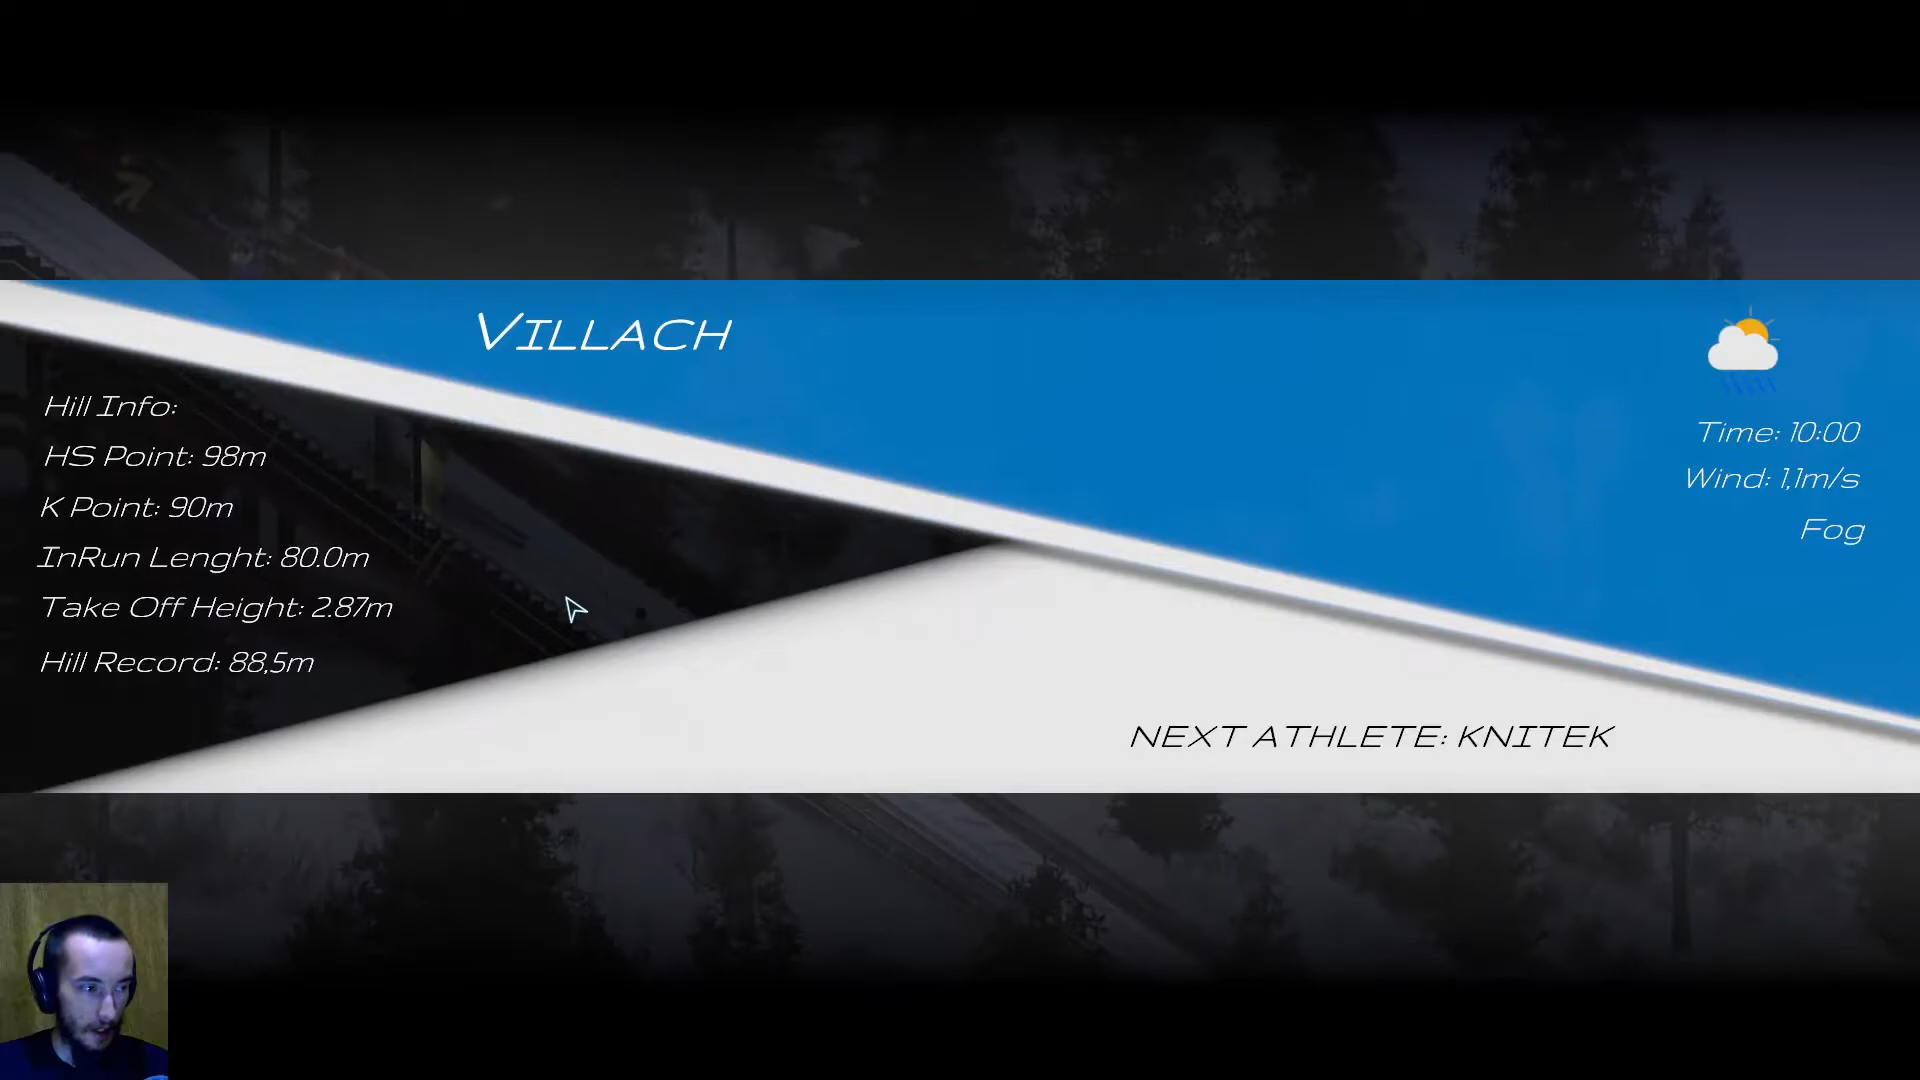 VILLACH
Hill Info:
HS Point: 98m
K Point: 90m
InRun Lenght: 80.0m
Take Off Height: 2.87m
Hill Record: 88,5m
Time: 10:00
Wind: 1,1m/s
Fog
NEXT ATHLETE: KNITEK